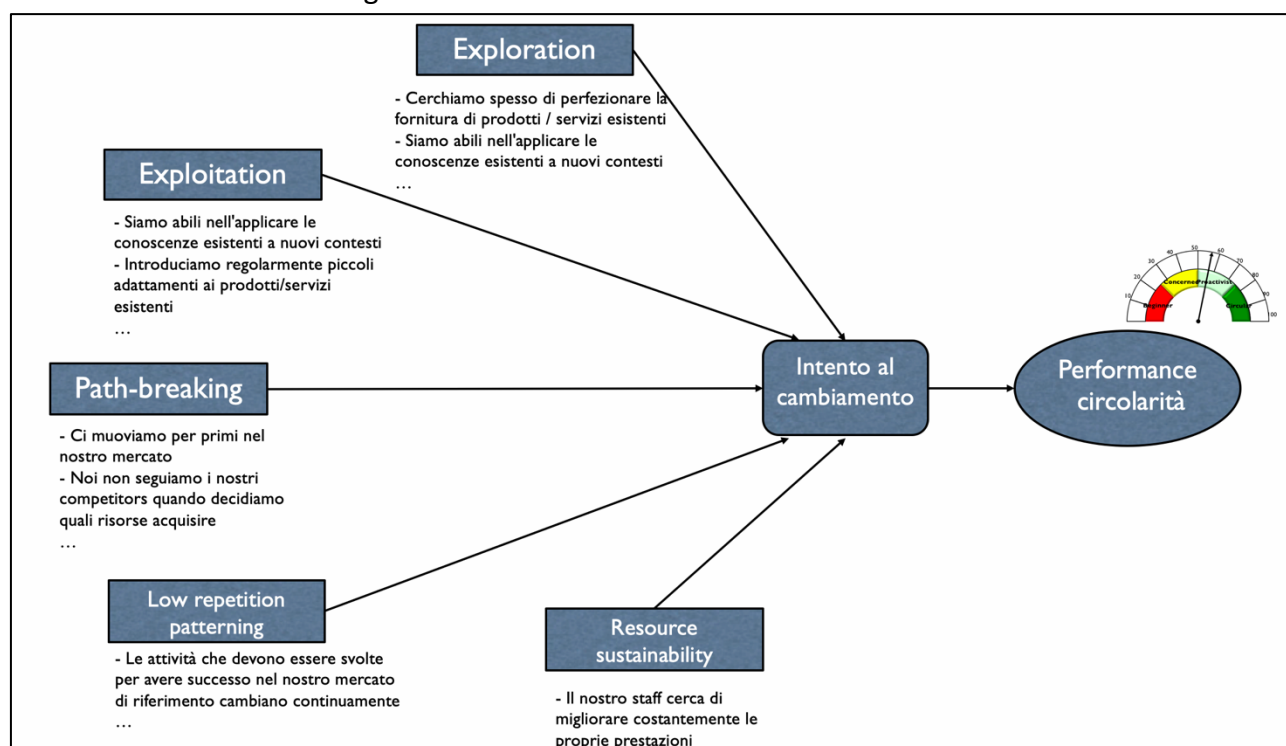 Exploration
- Cerchiamo spesso di perfezionare la
fornitura di prodotti / servizi esistenti
- Siamo abili nell'applicare le
conoscenze esistenti a nuovi contesti
…
Exploitation
- Siamo abili nell'applicare le
conoscenze esistenti a nuovi contesti
- Introduciamo regolarmente piccoli
adattamenti ai prodotti/servizi
esistenti
…
Path-breaking
- Ci muoviamo per primi nel
nostro mercato
- Noi non seguiamo i nostri
competitors quando decidiamo
quali risorse acquisire
…
Low repetition
patterning
- Le attività che devono essere svolte
per avere successo nel nostro mercato
di riferimento cambiano continuamente
…
Resource
sustainability
- Il nostro staff cerca di
migliorare costantemente le
proprie prestazioni
Intento al
cambiamento
10
20
30
40
50
60
70
80
90
100
Beginner
Concerned
Proactivist
Circular
Performance
circolarità